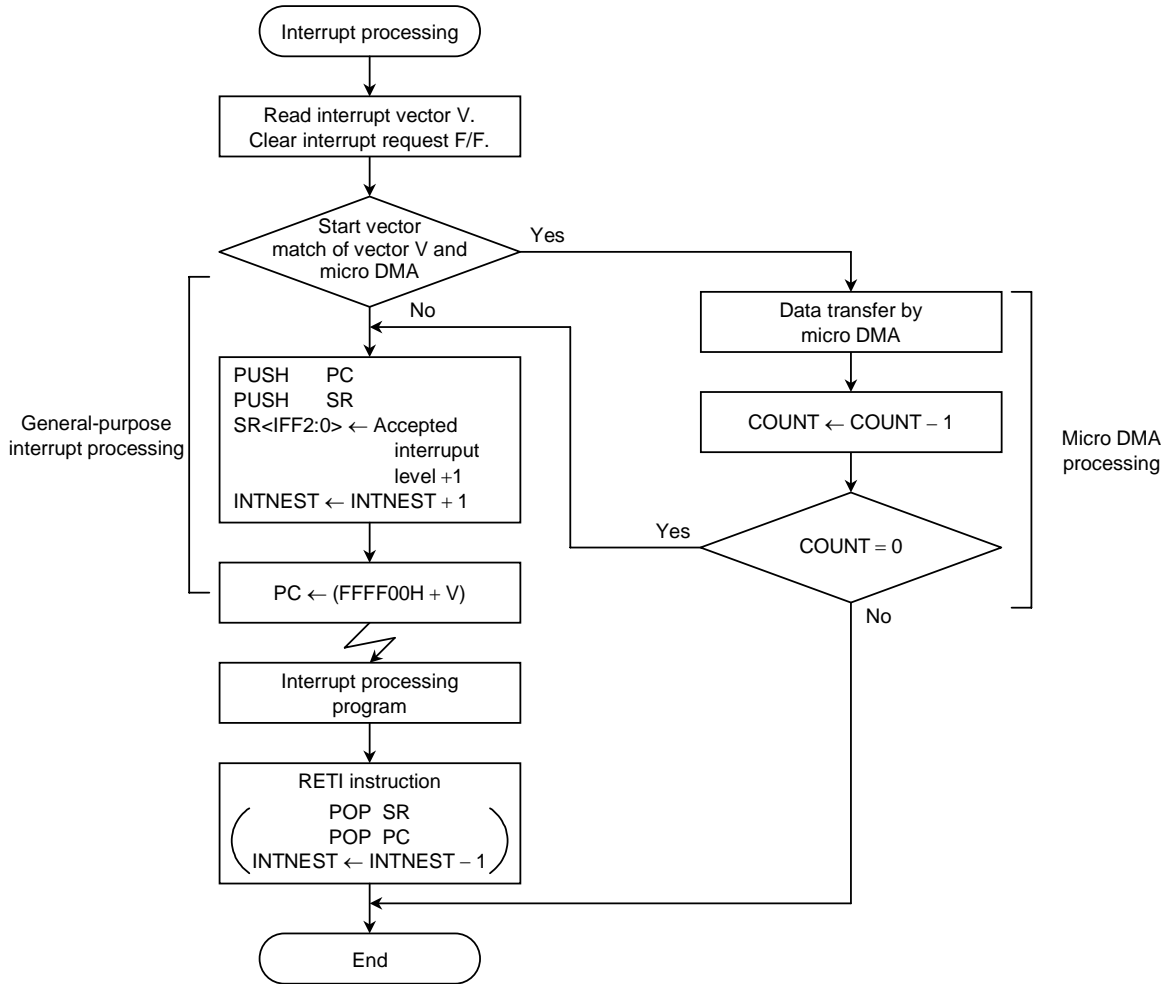 Interrupt processing
Read interrupt vector V.
Clear interrupt request F/F.
Start vector
match of vector V and
micro DMA
Yes
No
General-purpose
interrupt processing
PUSH PC
PUSH SR
SR<IFF2:0> ← Accepted
interruput
level +1
INTNEST ← INTNEST + 1
PC ← (FFFF00H + V)
Interrupt processing
program
RETI instruction
POP SR
POP PC
INTNEST ← INTNEST − 1
End
Data transfer by
micro DMA
COUNT ← COUNT − 1
COUNT = 0
Yes
No
Micro DMA
processing